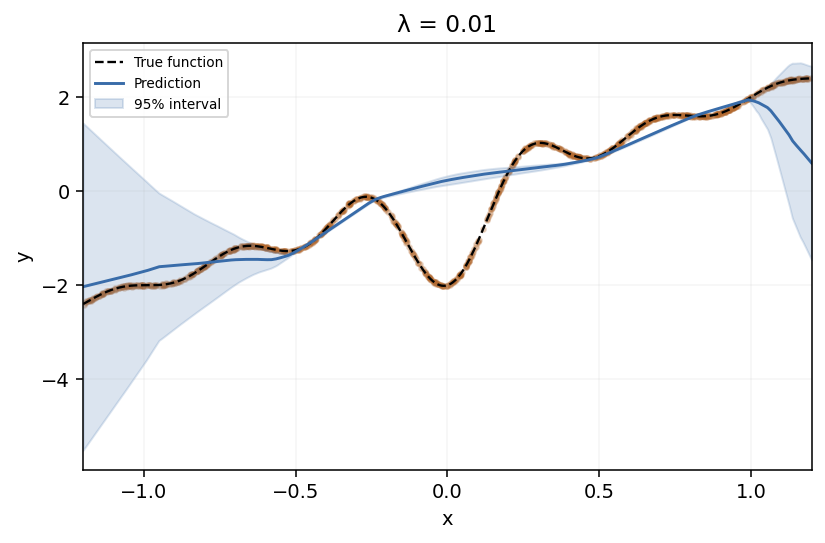 λ = 0.01
True function
Prediction
95% interval
y
2
0
−2
−4
−1.0 −0.5 0.0 0.5 1.0
x